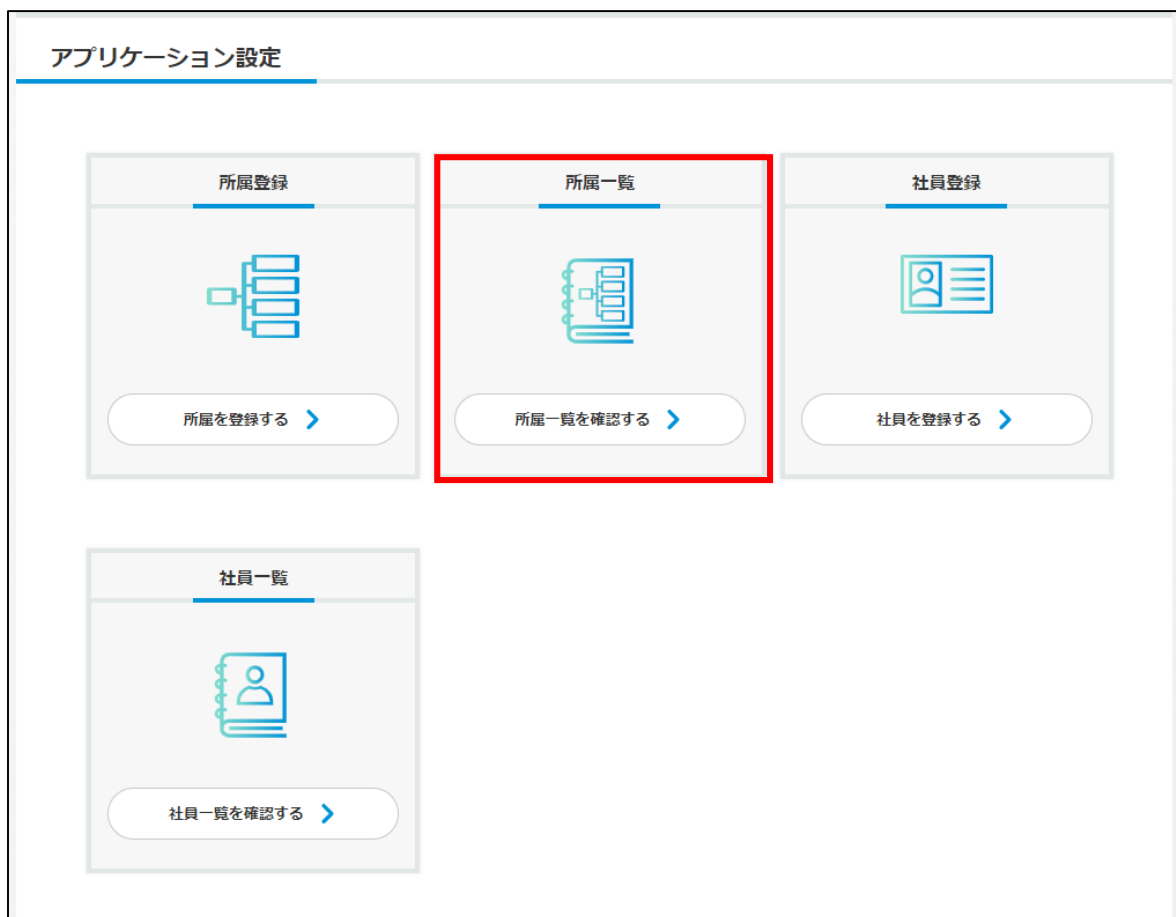 アプリケーション設定
所属登録
所属一覧
社員登録
所属を登録する
所属一覧を確認する
社員を登録する
社員一覧
社員一覧を確認する